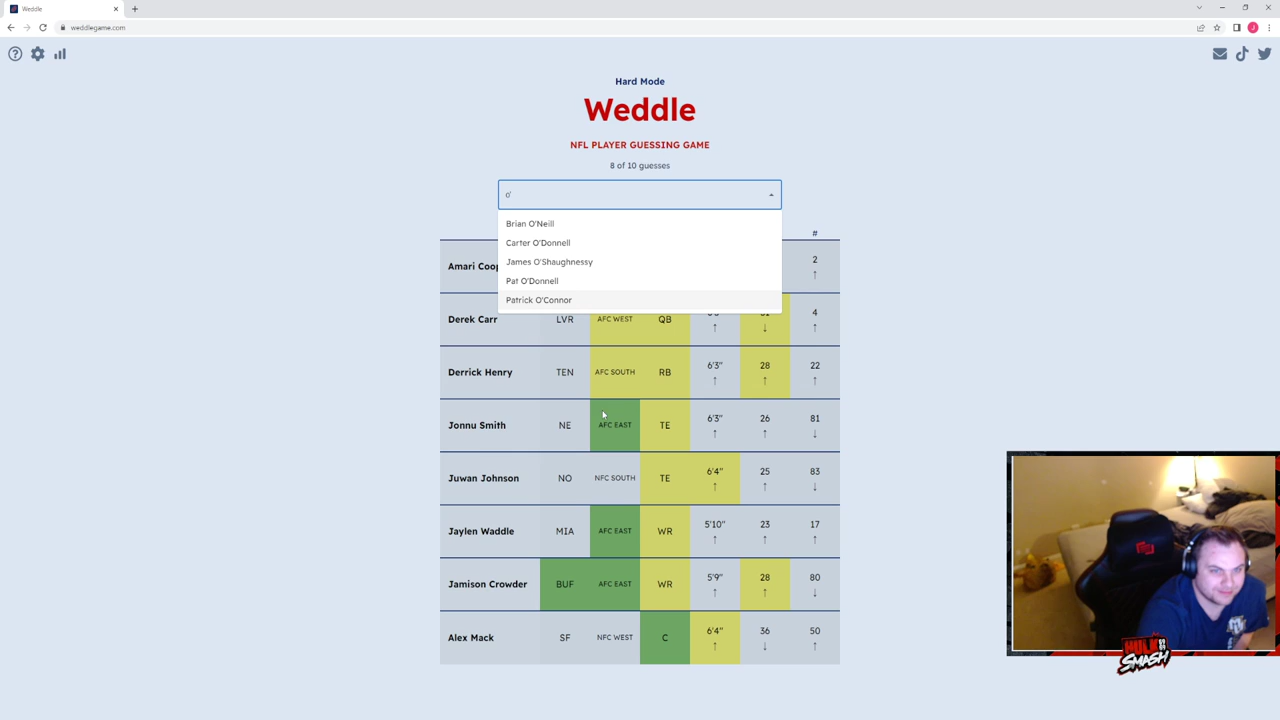 Weddle
weddlegame.com
Hard Mode
Weddle
NFL PLAYER GUESSING GAME
8 of 10 guesses
o'
Brian O'Neill
Carter O'Donnell
James O'Shaughnessy
Pat O'Donnell
Patrick O'Connor
#
Amari Coop 2 ↑
Derek Carr LVR AFC WEST QB ↑ ↓ 4 ↑
Derrick Henry TEN AFC SOUTH RB 6'3" ↑ 28 ↑ 22 ↑
Jonnu Smith NE AFC EAST TE 6'3" ↑ 26 ↑ 81 ↓
Juwan Johnson NO NFC SOUTH TE 6'4" ↑ 25 ↑ 83 ↓
Jaylen Waddle MIA AFC EAST WR 5'10" ↑ 23 ↑ 17 ↑
Jamison Crowder BUF AFC EAST WR 5'9" ↑ 28 ↑ 80 ↓
Alex Mack SF NFC WEST C 6'4" ↑ 36 ↓ 50 ↑
HULK
SMASH